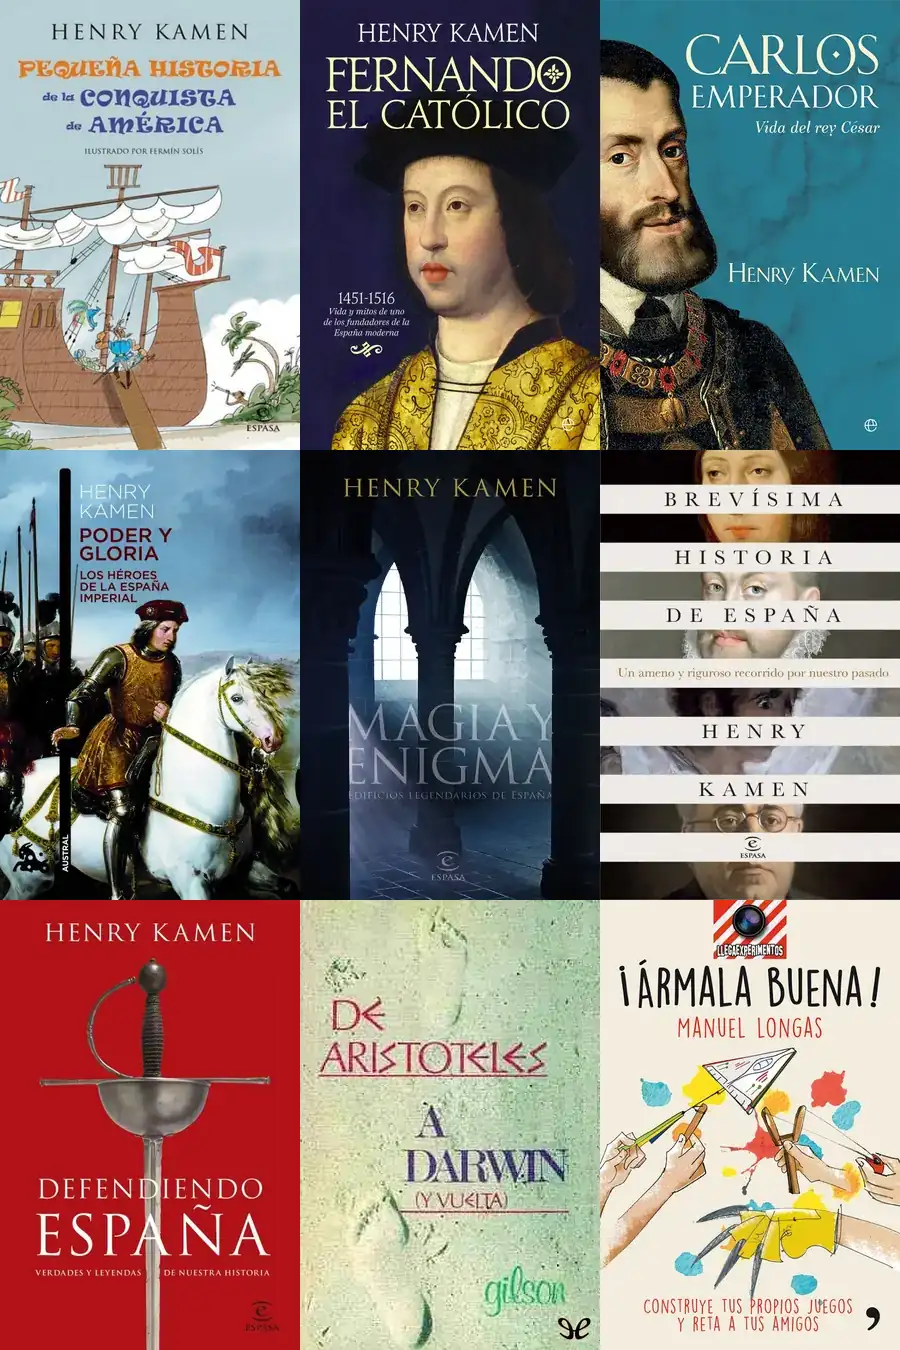 HENRY KAMEN
PEQUEÑA HISTORIA
de la CONQUISTA
de AMÉRICA
ILUSTRADO POR FERMÍN SOLÍS
ESPASA
HENRY KAMEN
FERNANDO
EL CATÓLICO
1451-1516
Vida y mitos de uno
de los fundadores de la
España moderna
CARLOS
EMPERADOR
Vida del rey César
HENRY KAMEN
HENRY
KAMEN
PODER Y
GLORIA
LOS HÉROES
DE LA ESPAÑA
IMPERIAL
AUSTRAL
HENRY KAMEN
MAGIA Y
ENIGMA
EDIFICIOS LEGENDARIOS DE ESPAÑA
ESPASA
BREVÍSIMA
HISTORIA
DE ESPAÑA
Un ameno y riguroso recorrido por nuestro pasado
HENRY
KAMEN
ESPASA
HENRY KAMEN
DEFENDIENDO
ESPAÑA
VERDADES Y LEYENDAS DE NUESTRA HISTORIA
ESPASA
DE
ARISTOTELES
A
DARWIN
(Y VUELTA)
gilson
LLEGAEXPERIMENTOS
¡ÁRMALA BUENA!
MANUEL LONGAS
CONSTRUYE TUS PROPIOS JUEGOS
Y RETA A TUS AMIGOS